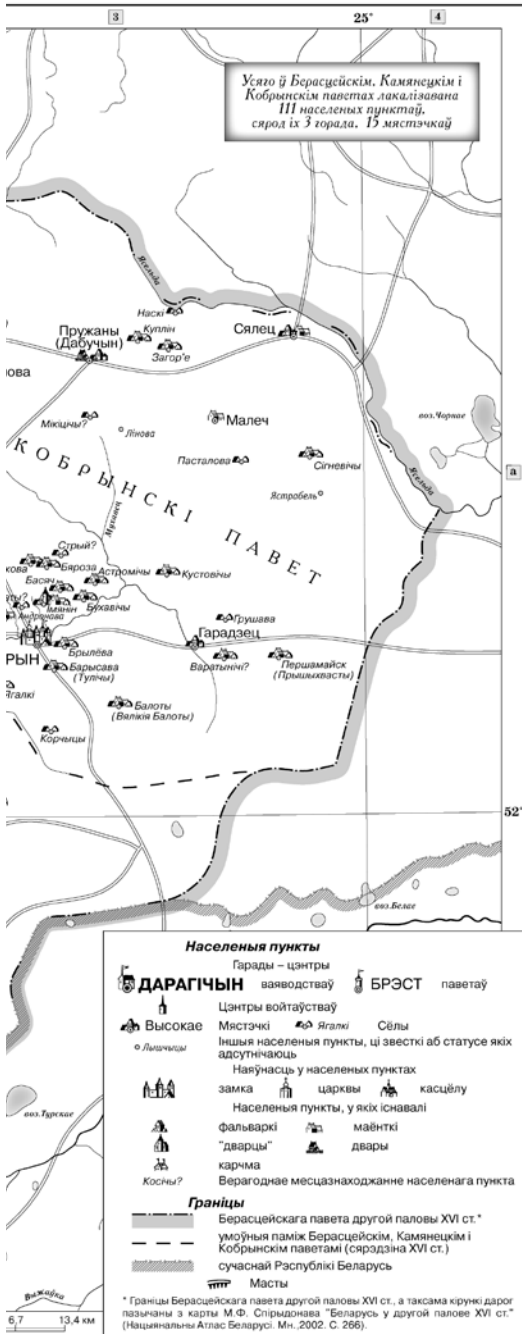 3
25°
4
Усяго ў Берасцейскім, Камянецкім і
Кобрынскім паветах лакалізавана
111 населеных пунктаў,
сярод іх 3 горада, 15 мястэчкаў
Ясельда
Наскі
Куплін
Пружаны
(Дабучын)
Загор'е
Сялец
ова
Мікіцічы?
Лінова
Малеч
воз.Чорнае
Пасталова
Сігневічы
а
КОБРЫНСКІ ПАВЕТ
Ястрабель
Ясельда
Мухавец
Стрый?
кова
Бяроза
Астромічы
Кустовічы
Басяч
Імянін
Бухавічы
Андронава
Грушава
Гарадзец
РЫН
Брылёва
Варатынічы?
Першамайск
(Прышыхвасты)
Барысава
(Тулічы)
Ягалкі
Балоты
(Вялікія Балоты)
Корчыцы
52°
воз.Белае
Населеныя пункты
Гарады – цэнтры
ДАРАГІЧЫН ваяводстваў БРЭСТ паветаў
Цэнтры войтаўстваў
Высокае Мястэчкі Ягалкі Сёлы
Лышчыцы Іншыя населеныя пункты, ці звесткі аб статусе якіх
адсутнічаюць
Наяўнасць у населеных пунктах
замка царквы касцёлу
Населеныя пункты, у якіх існавалі
фальваркі маёнткі
"дварцы" двары
карчма
Косічы? Верагоднае месцазнаходжанне населенага пункта
воз.Турскае
Граніцы
Берасцейскага павета другой паловы XVI ст.*
умоўныя паміж Берасцейскім, Камянецкім і
Кобрынскім паветамі (сярэдзіна XVI ст.)
сучаснай Рэспублікі Беларусь
Масты
Выжаўка
6,7 13,4 км
* Граніцы Берасцейскага павета другой паловы XVI ст., а таксама кірункі дарог
пазычаны з карты М.Ф. Спірыдонава "Беларусь у другой палове XVI ст."
(Нацыянальны Атлас Беларусі. Мн.,2002. С. 266).